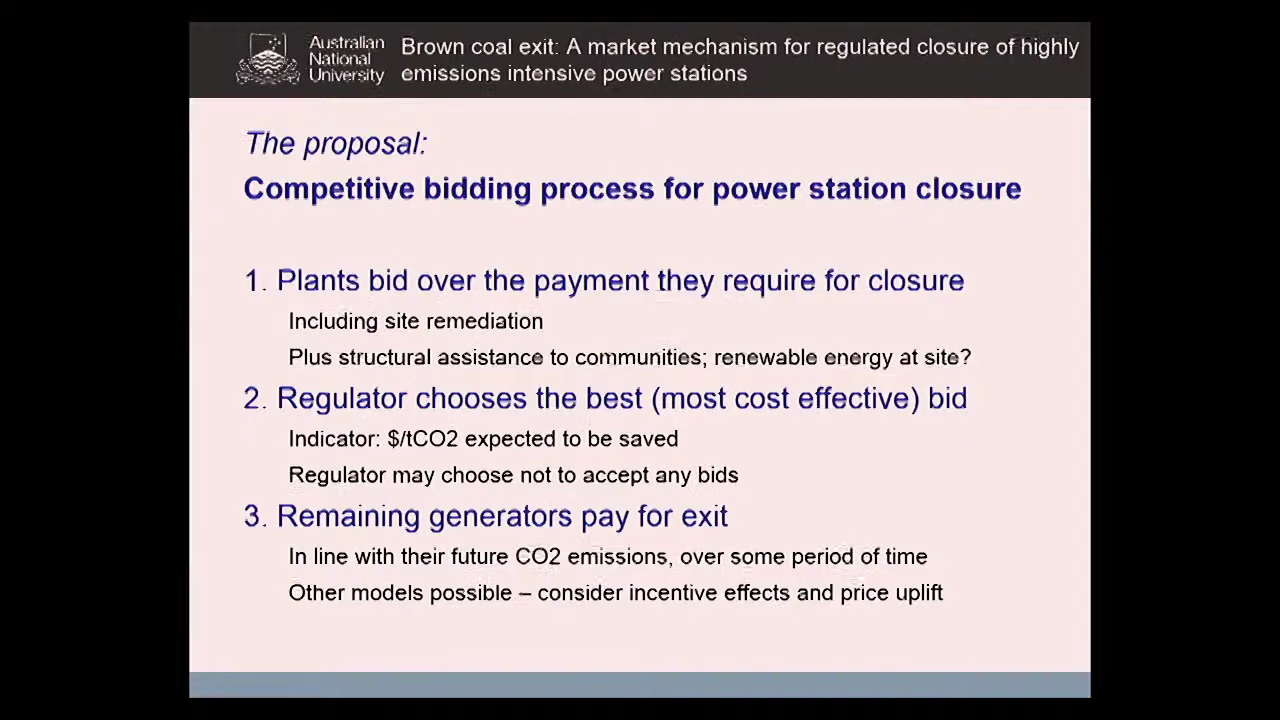 Australian
National
University
Brown coal exit: A market mechanism for regulated closure of highly
emissions intensive power stations
The proposal:
Competitive bidding process for power station closure
1. Plants bid over the payment they require for closure
Including site remediation
Plus structural assistance to communities; renewable energy at site?
2. Regulator chooses the best (most cost effective) bid
Indicator: $/tCO2 expected to be saved
Regulator may choose not to accept any bids
3. Remaining generators pay for exit
In line with their future CO2 emissions, over some period of time
Other models possible – consider incentive effects and price uplift